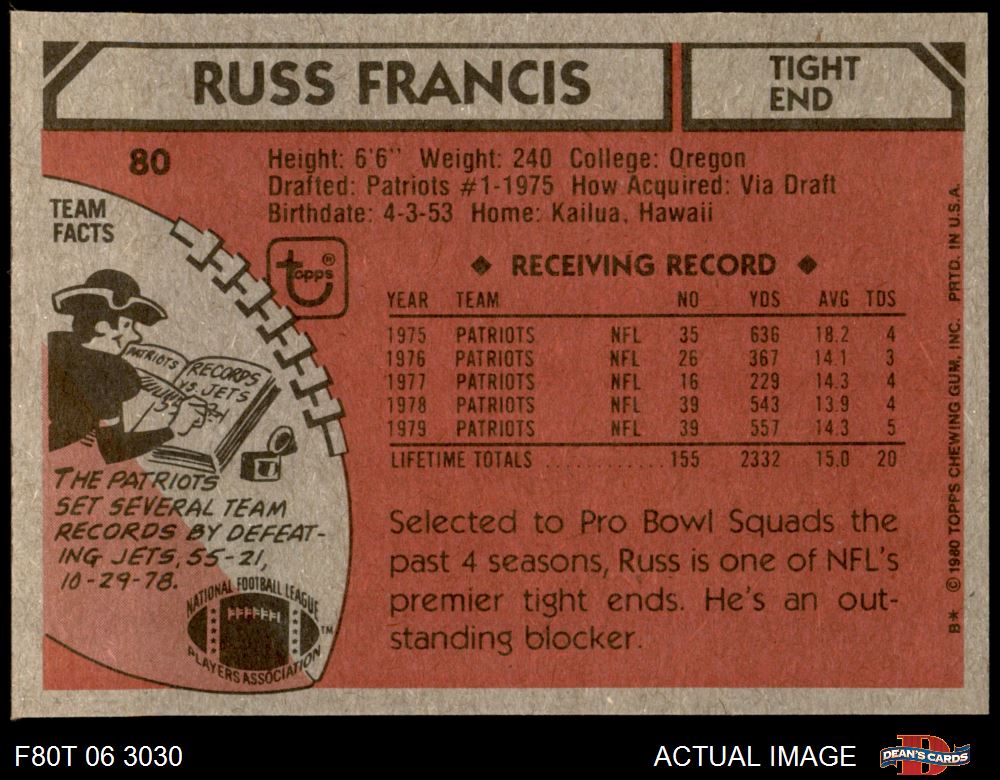 RUSS FRANCIS
TIGHT
END
80
Height: 6'6" Weight: 240 College: Oregon
Drafted: Patriots #1-1975 How Acquired: Via Draft
Birthdate: 4-3-53 Home: Kailua, Hawaii
TEAM
FACTS
topps ®
PATRIOTS
RECORDS
VS. JETS
THE PATRIOTS
SET SEVERAL TEAM
RECORDS BY DEFEAT-
ING JETS, 55-21,
10-29-78.
NATIONAL FOOTBALL LEAGUE
PLAYERS ASSOCIATION
TM
◆ RECEIVING RECORD ◆
YEAR TEAM NO YDS AVG TDS
1975 PATRIOTS NFL 35 636 18.2 4
1976 PATRIOTS NFL 26 367 14.1 3
1977 PATRIOTS NFL 16 229 14.3 4
1978 PATRIOTS NFL 39 543 13.9 4
1979 PATRIOTS NFL 39 557 14.3 5
LIFETIME TOTALS ............ 155 2332 15.0 20
Selected to Pro Bowl Squads the
past 4 seasons, Russ is one of NFL's
premier tight ends. He's an out-
standing blocker.
B* © 1980 TOPPS CHEWING GUM, INC. PRTD. IN U.S.A.
F80T 06 3030
ACTUAL IMAGE
DEAN'S CARDS